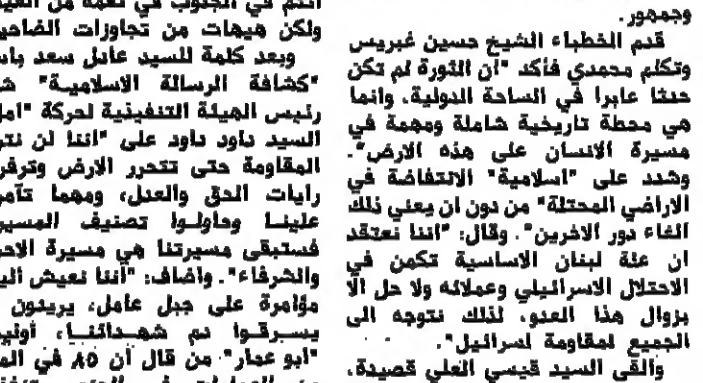 وجمهور.
قدم الخطباء الشيخ حسين غبريس
وتكلم محمدي فأكد "ان الثورة لم تكن
حدثا عابرا في الساحة الدولية، وانما
هي محطة تاريخية شاملة ومهمة في
مسيرة الانسان على هذه الارض".
وشدد على "اسلامية" الانتفاضة في
الاراضي المحتلة" من دون ان يعني ذلك
الغاء دور الاخرين". وقال: "اننا نعتقد
ان علة لبنان الاساسية تكمن في
الاحتلال الاسرائيلي وعملائه ولا حل الا
بزوال هذا العدو، لذلك نتوجه الى
الجميع لمقاومة اسرائيل".
والقى السيد قيسي العلي قصيدة،
انتم في الجنوب في نعمة من
ولكن هيهات من تجاوزات
وبعد كلمة للسيد عادل سعد
"كشافة الرسالة الاسلامية"
رئيس الهيئة التنفيذية لحركة "امل
السيد داود داود على "اننا لن
المقاومة حتى تتحرر الارض
رايات الحق والعدل، ومهما
علينا وحاولوا تصنيف
فستبقى مسيرتنا هي مسيرة
والشرفاء". واضاف: "اننا نعيش
مؤامرة على جبل عامل، يريدون
يسرقوا دم شهدائنا،
"ابو عمار" من قال ان ٨٥ في